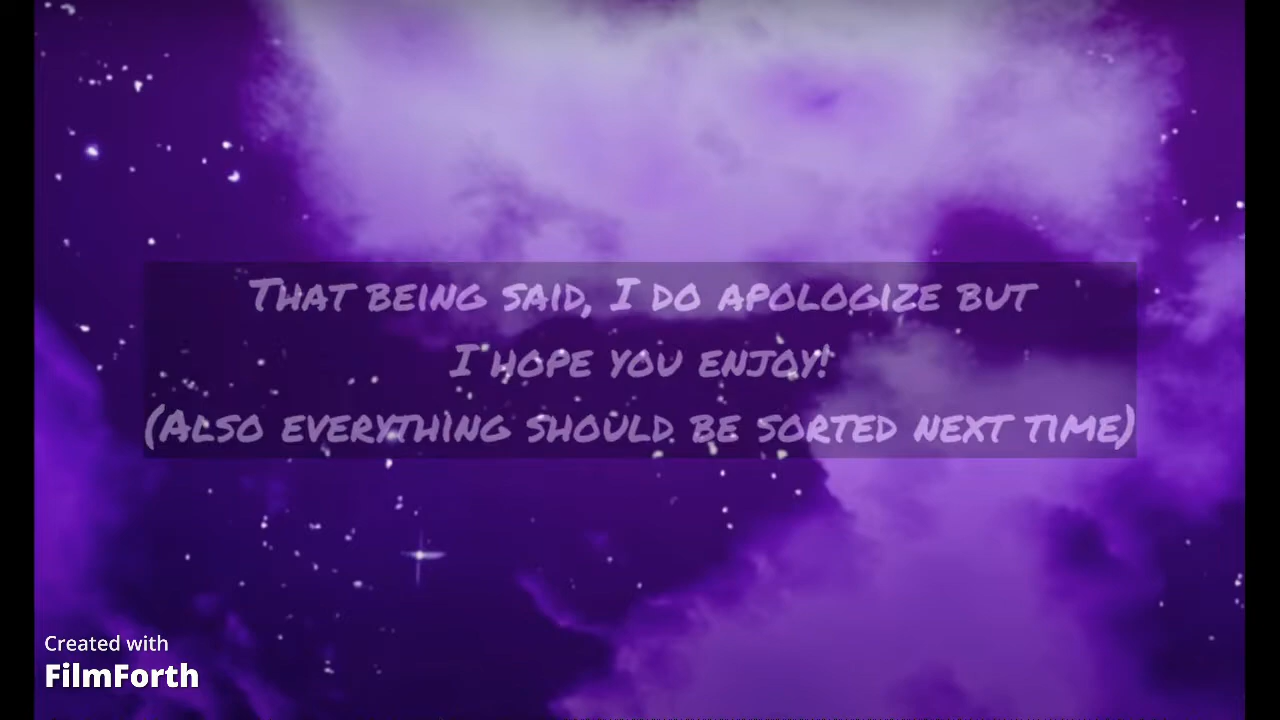 That being said, I do apologize but
I hope you enjoy!
(Also everything should be sorted next time)
Created with
FilmForth